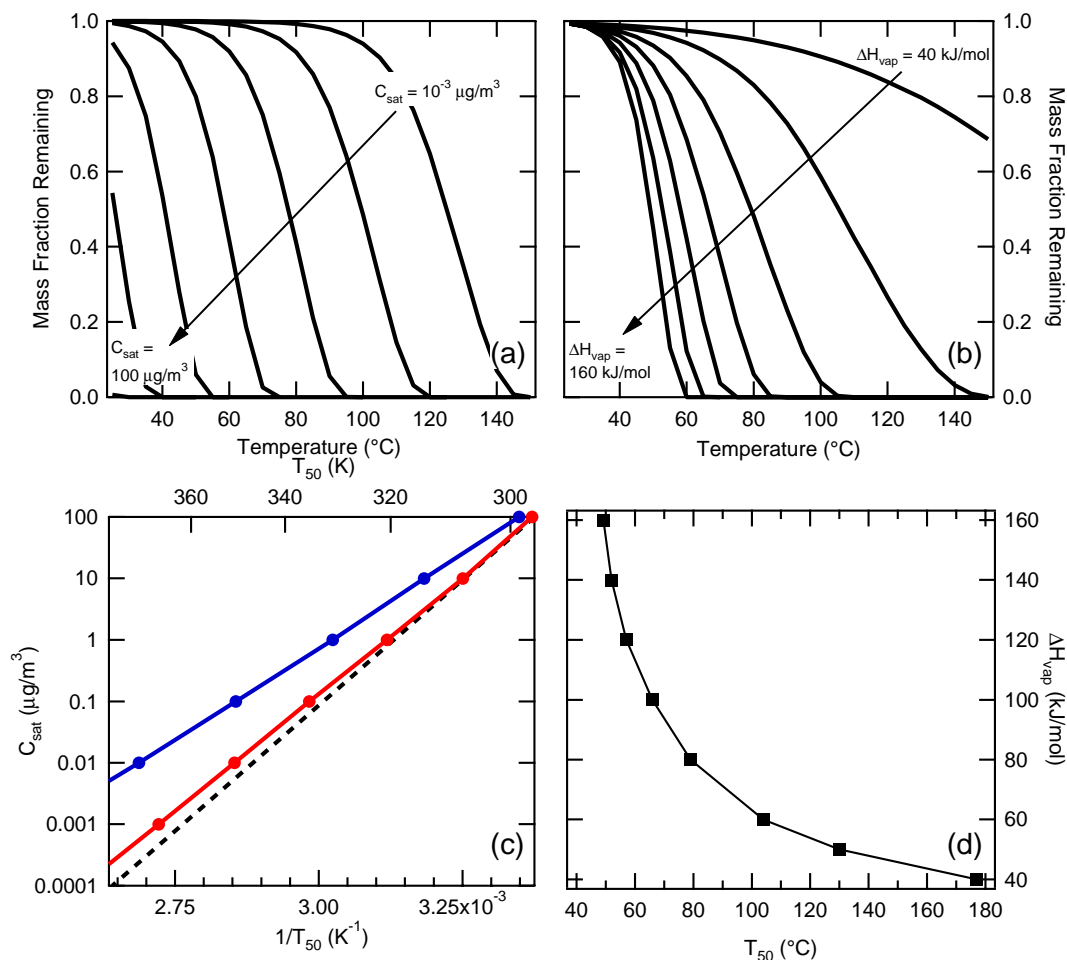 1.0
0.8
0.6
0.4
0.2
0.0
Mass Fraction Remaining
40 60 80 100 120 140
Temperature (°C)
C_sat = 10^-3 µg/m^3
C_sat =
100 µg/m^3
(a)
1.0
0.8
0.6
0.4
0.2
0.0
Mass Fraction Remaining
40 60 80 100 120 140
Temperature (°C)
ΔH_vap = 40 kJ/mol
ΔH_vap =
160 kJ/mol
(b)
T_50 (K)
360 340 320 300
100
10
1
0.1
0.01
0.001
0.0001
C_sat (µg/m^3)
(c)
2.75 3.00 3.25x10^-3
1/T_50 (K^-1)
160
140
120
100
80
60
40
ΔH_vap (kJ/mol)
(d)
40 60 80 100 120 140 160 180
T_50 (°C)